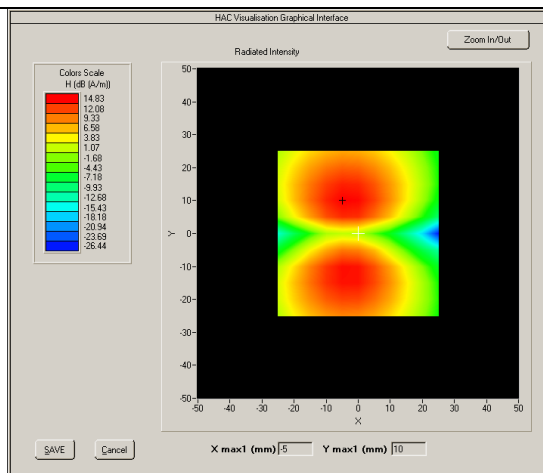 HAC Visualisation Graphical Interface
Zoom In/Out
Radiated Intensity
Colors Scale
H (dB (A/m))
14.83
12.08
9.33
6.58
3.83
1.07
-1.68
-4.43
-7.18
-9.93
-12.68
-15.43
-18.18
-20.94
-23.69
-26.44
50
40
30
20
10
Y 0
-10
-20
-30
-40
-50
-50 -40 -30 -20 -10 0 10 20 30 40 50
X
SAVE Cancel X max1 (mm) -5 Y max1 (mm) 10